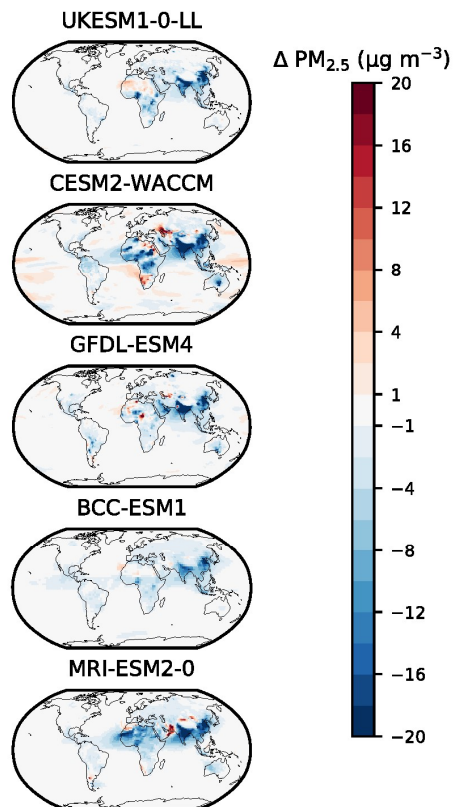 UKESM1-0-LL
Δ PM2.5 (µg m−3)
CESM2-WACCM
GFDL-ESM4
BCC-ESM1
MRI-ESM2-0
20
16
12
8
4
1
−1
−4
−8
−12
−16
−20